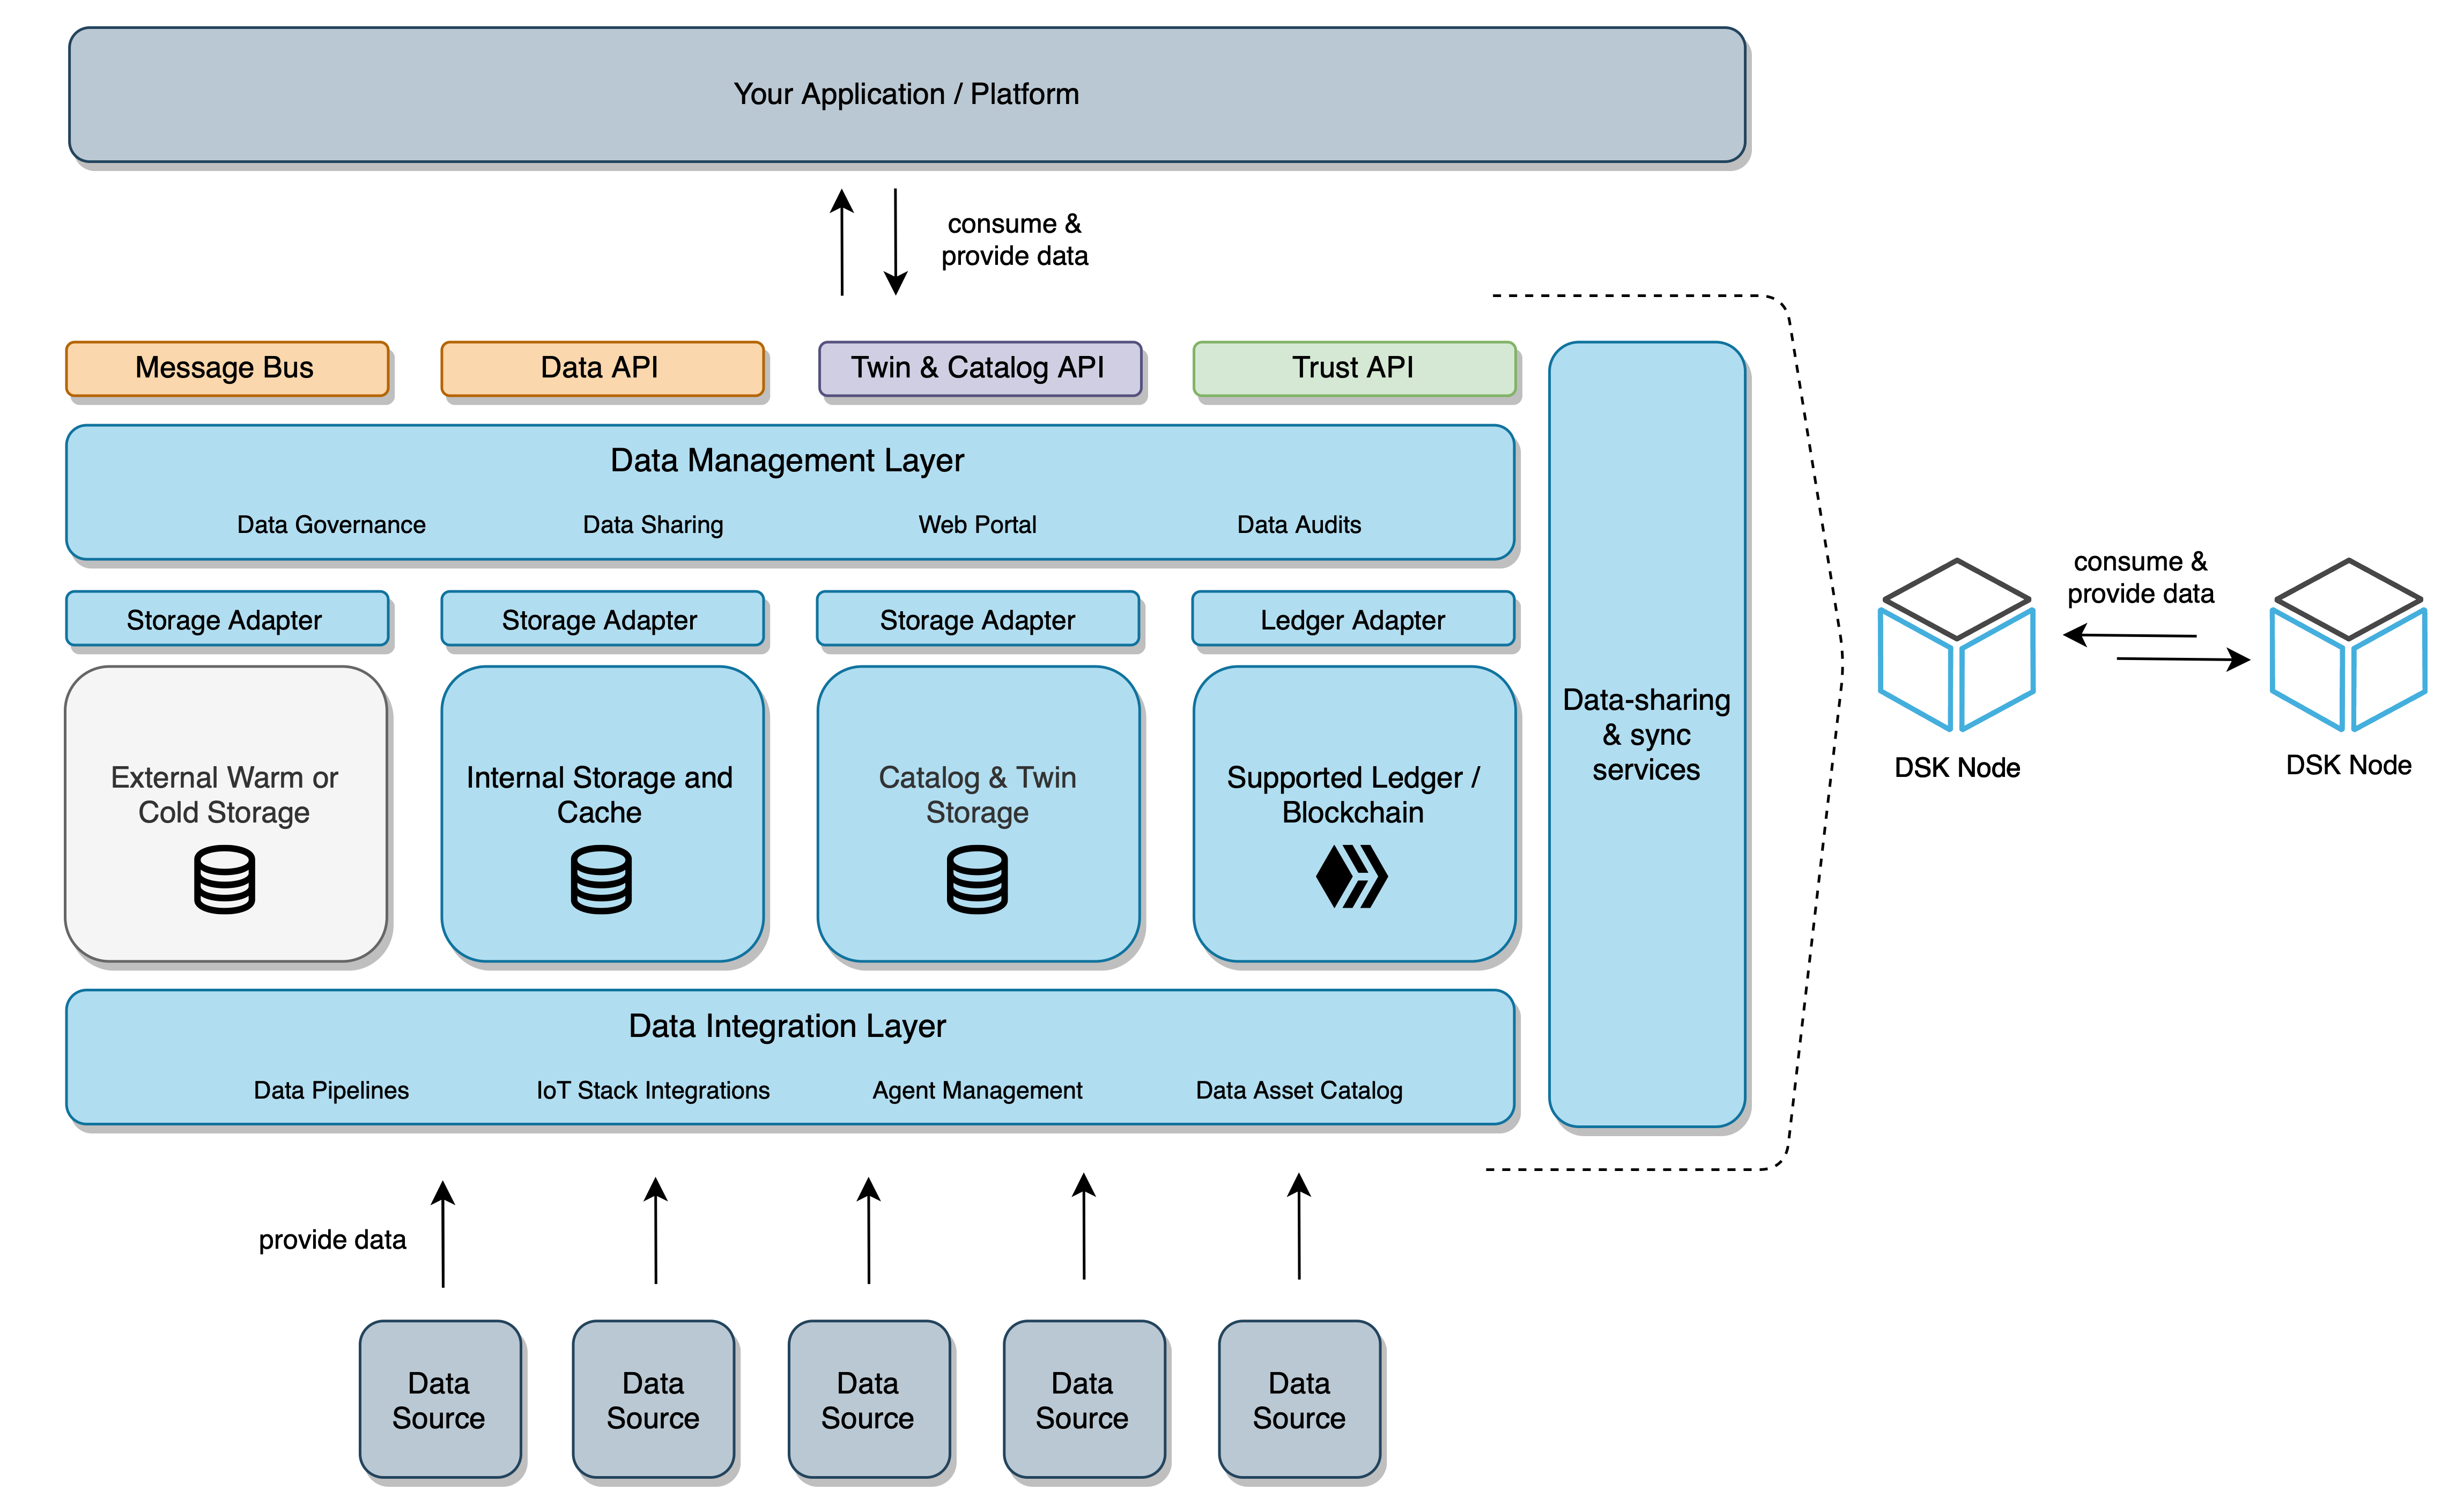 Your Application / Platform
consume &
provide data
Message Bus
Data API
Twin & Catalog API
Trust API
Data Management Layer
Data Governance
Data Sharing
Web Portal
Data Audits
Storage Adapter
Storage Adapter
Storage Adapter
Ledger Adapter
External Warm or
Cold Storage
Internal Storage and
Cache
Catalog & Twin
Storage
Supported Ledger /
Blockchain
Data-sharing
& sync
services
Data Integration Layer
Data Pipelines
IoT Stack Integrations
Agent Management
Data Asset Catalog
consume &
provide data
DSK Node
DSK Node
provide data
Data
Source
Data
Source
Data
Source
Data
Source
Data
Source